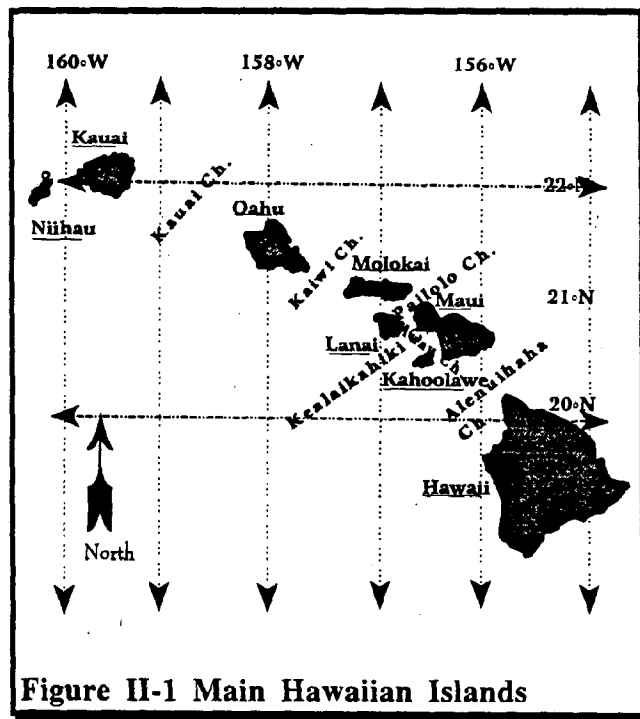 160°W 158°W 156°W
Kauai
22°N
Niihau
Kauai Ch.
Oahu
Kaiwi Ch.
Molokai
Pailolo Ch.
21°N
Maui
Lanai
Kealaikahiki
Kahoolawe
Alenuihaha
Ch.
20°N
Hawaii
North
Figure II-1 Main Hawaiian Islands